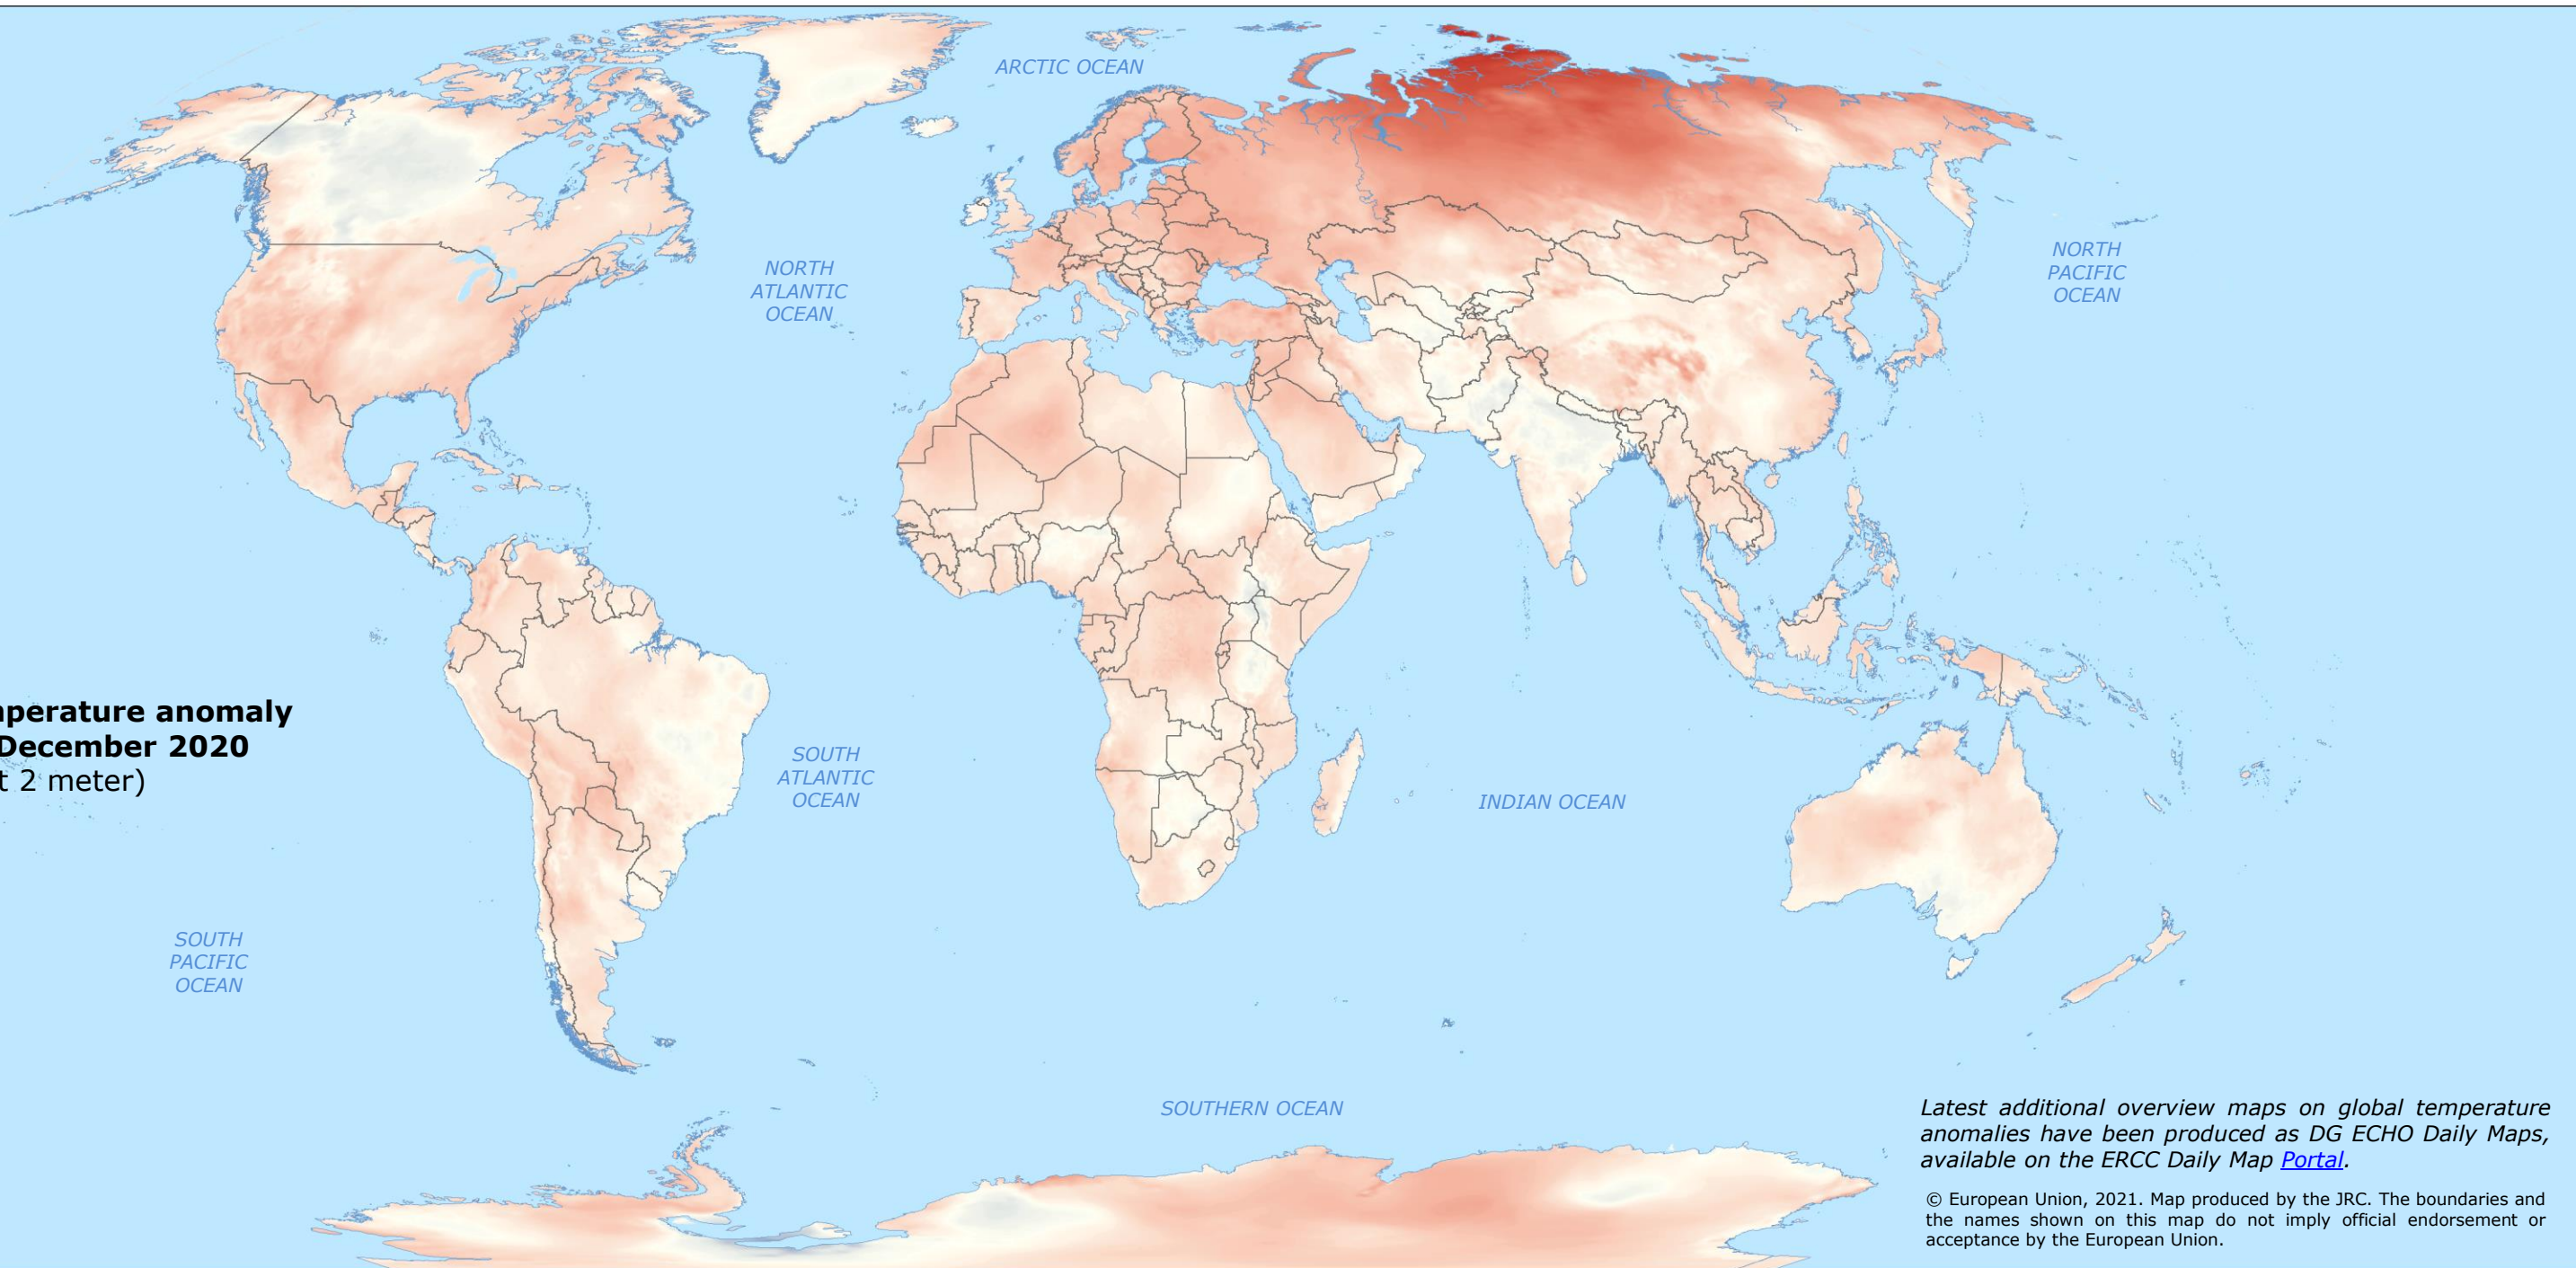 ARCTIC OCEAN
NORTH
ATLANTIC
OCEAN
NORTH
PACIFIC
OCEAN
perature anomaly
December 2020
t 2 meter)
SOUTH
ATLANTIC
OCEAN
INDIAN OCEAN
SOUTH
PACIFIC
OCEAN
SOUTHERN OCEAN
Latest additional overview maps on global temperature
anomalies have been produced as DG ECHO Daily Maps,
available on the ERCC Daily Map Portal.
© European Union, 2021. Map produced by the JRC. The boundaries and
the names shown on this map do not imply official endorsement or
acceptance by the European Union.